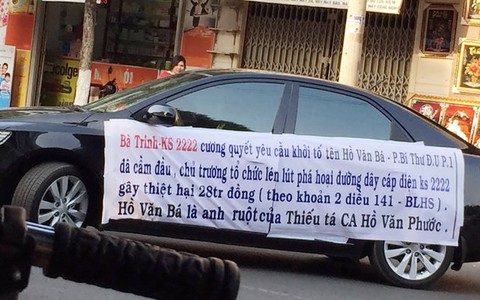 Bà Trinh-KS 2222 cương quyết yêu cầu khởi tố tên Hồ Văn Bá - P.Bí Thư Đ.U P.1
đã cầm đầu , chủ trương tổ chức lén lút phá hoại đường dây cáp điện ks 2222
gây thiệt hại 28tr đồng ( theo khoản 2 điều 141 - BLHS ) .
Hồ Văn Bá là anh ruột của Thiếu tá CA Hồ Văn Phước .